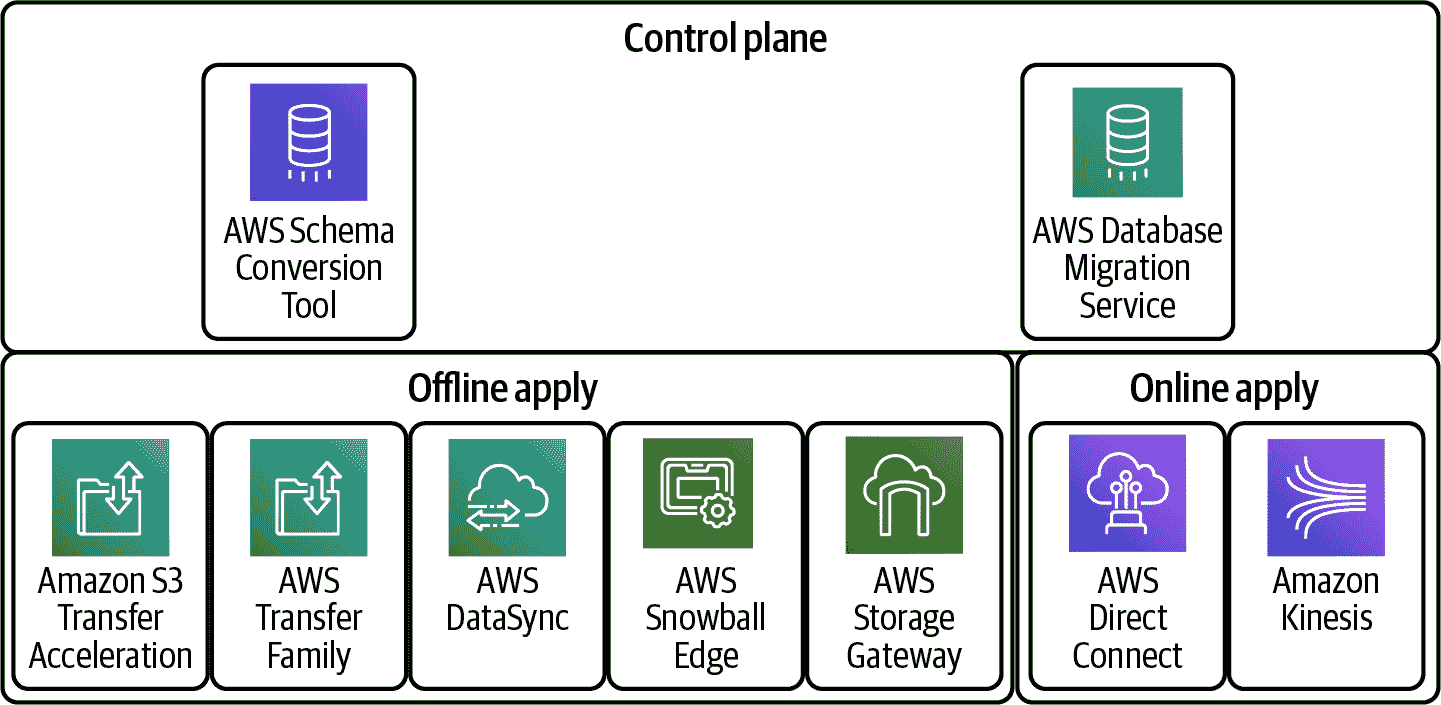 Control plane
AWS Schema
Conversion
Tool
AWS Database
Migration
Service
Offline apply
Amazon S3
Transfer
Acceleration
AWS
Transfer
Family
AWS
DataSync
AWS
Snowball
Edge
AWS
Storage
Gateway
Online apply
AWS
Direct
Connect
Amazon
Kinesis